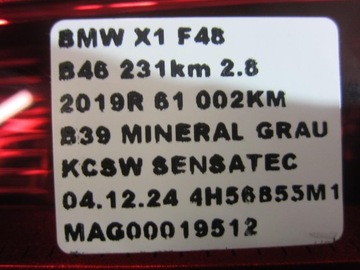 BMW X1 F48
B46 231km 2.8
2019R 61 002KM
B39 MINERAL GRAU
KCSW SENSATEC
04.12.24 4H56855M1
MAG00019512